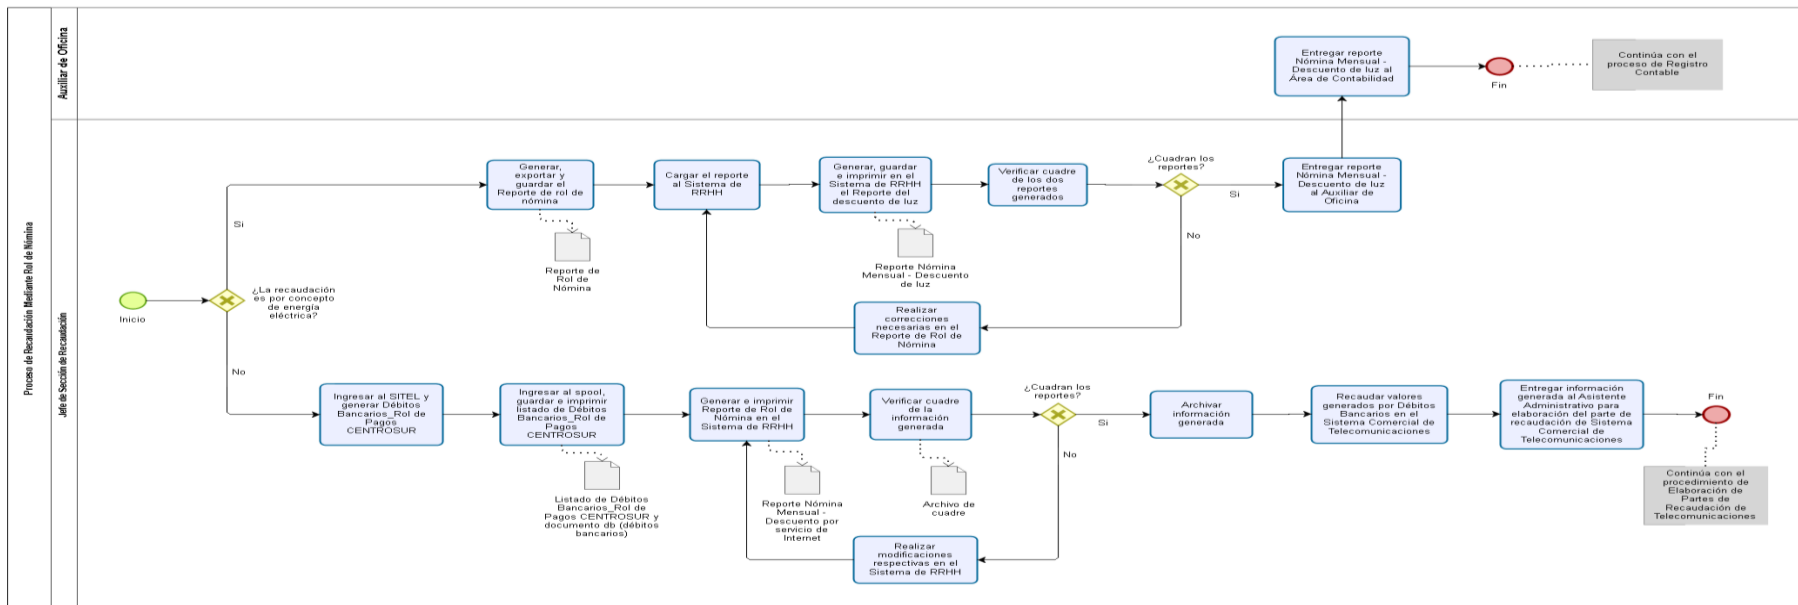 Proceso de Recaudación Mediante Rol de Nómina
Auxiliar de Oficina
Jefe de Sección de Recaudación
Entregar reporte
Nómina Mensual -
Descuento de luz al
Área de Contabilidad
Fin
Continúa con el
proceso de Registro
Contable
Inicio
¿La recaudación
es por concepto
de energía
eléctrica?
Si
No
Generar,
exportar y
guardar el
Reporte de rol de
nómina
Reporte de
Rol de
Nómina
Cargar el reporte
al Sistema de
RRHH
Generar, guardar
e imprimir en el
Sistema de RRHH
el Reporte del
descuento de luz
Reporte Nómina
Mensual - Descuento
de luz
Verificar cuadre
de los dos
reportes
generados
¿Cuadran los
reportes?
Si
No
Entregar reporte
Nómina Mensual -
Descuento de luz
al Auxiliar de
Oficina
Realizar
correcciones
necesarias en el
Reporte de Rol de
Nómina
Ingresar al SITEL y
generar Débitos
Bancarios_Rol de
Pagos
CENTROSUR
Ingresar al spool,
guardar e imprimir
listado de Débitos
Bancarios_Rol de
Pagos
CENTROSUR
Listado de Débitos
Bancarios_Rol de
Pagos CENTROSUR y
documento db (débitos
bancarios)
Generar e imprimir
Reporte de Rol de
Nómina en el
Sistema de RRHH
Reporte Nómina
Mensual -
Descuento por
servicio de
Internet
Verificar cuadre
de la
información
generada
Archivo de
cuadre
¿Cuadran los
reportes?
Si
No
Realizar
modificaciones
respectivas en el
Sistema de RRHH
Archivar
información
generada
Recaudar valores
generados por Débitos
Bancarios en el
Sistema Comercial de
Telecomunicaciones
Entregar información
generada al Asistente
Administrativo para
elaboración del parte de
recaudación de Sistema
Comercial de
Telecomunicaciones
Fin
Continúa con el
procedimiento de
Elaboración de
Partes de
Recaudación de
Telecomunicaciones